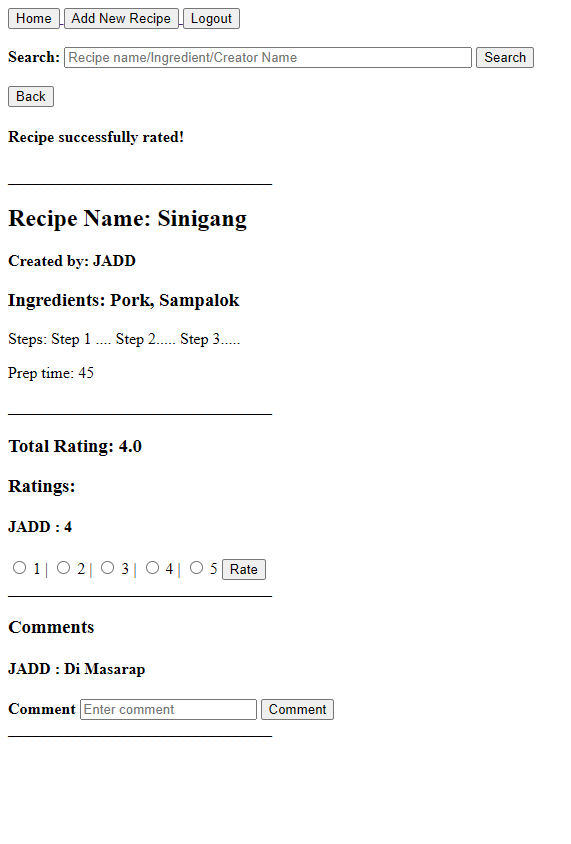 Home Add New Recipe Logout
Search: Recipe name/Ingredient/Creator Name Search
Back
Recipe successfully rated!
Recipe Name: Sinigang
Created by: JADD
Ingredients: Pork, Sampalok
Steps: Step 1 .... Step 2..... Step 3.....
Prep time: 45
Total Rating: 4.0
Ratings:
JADD : 4
1 | 2 | 3 | 4 | 5 Rate
Comments
JADD : Di Masarap
Comment Enter comment Comment